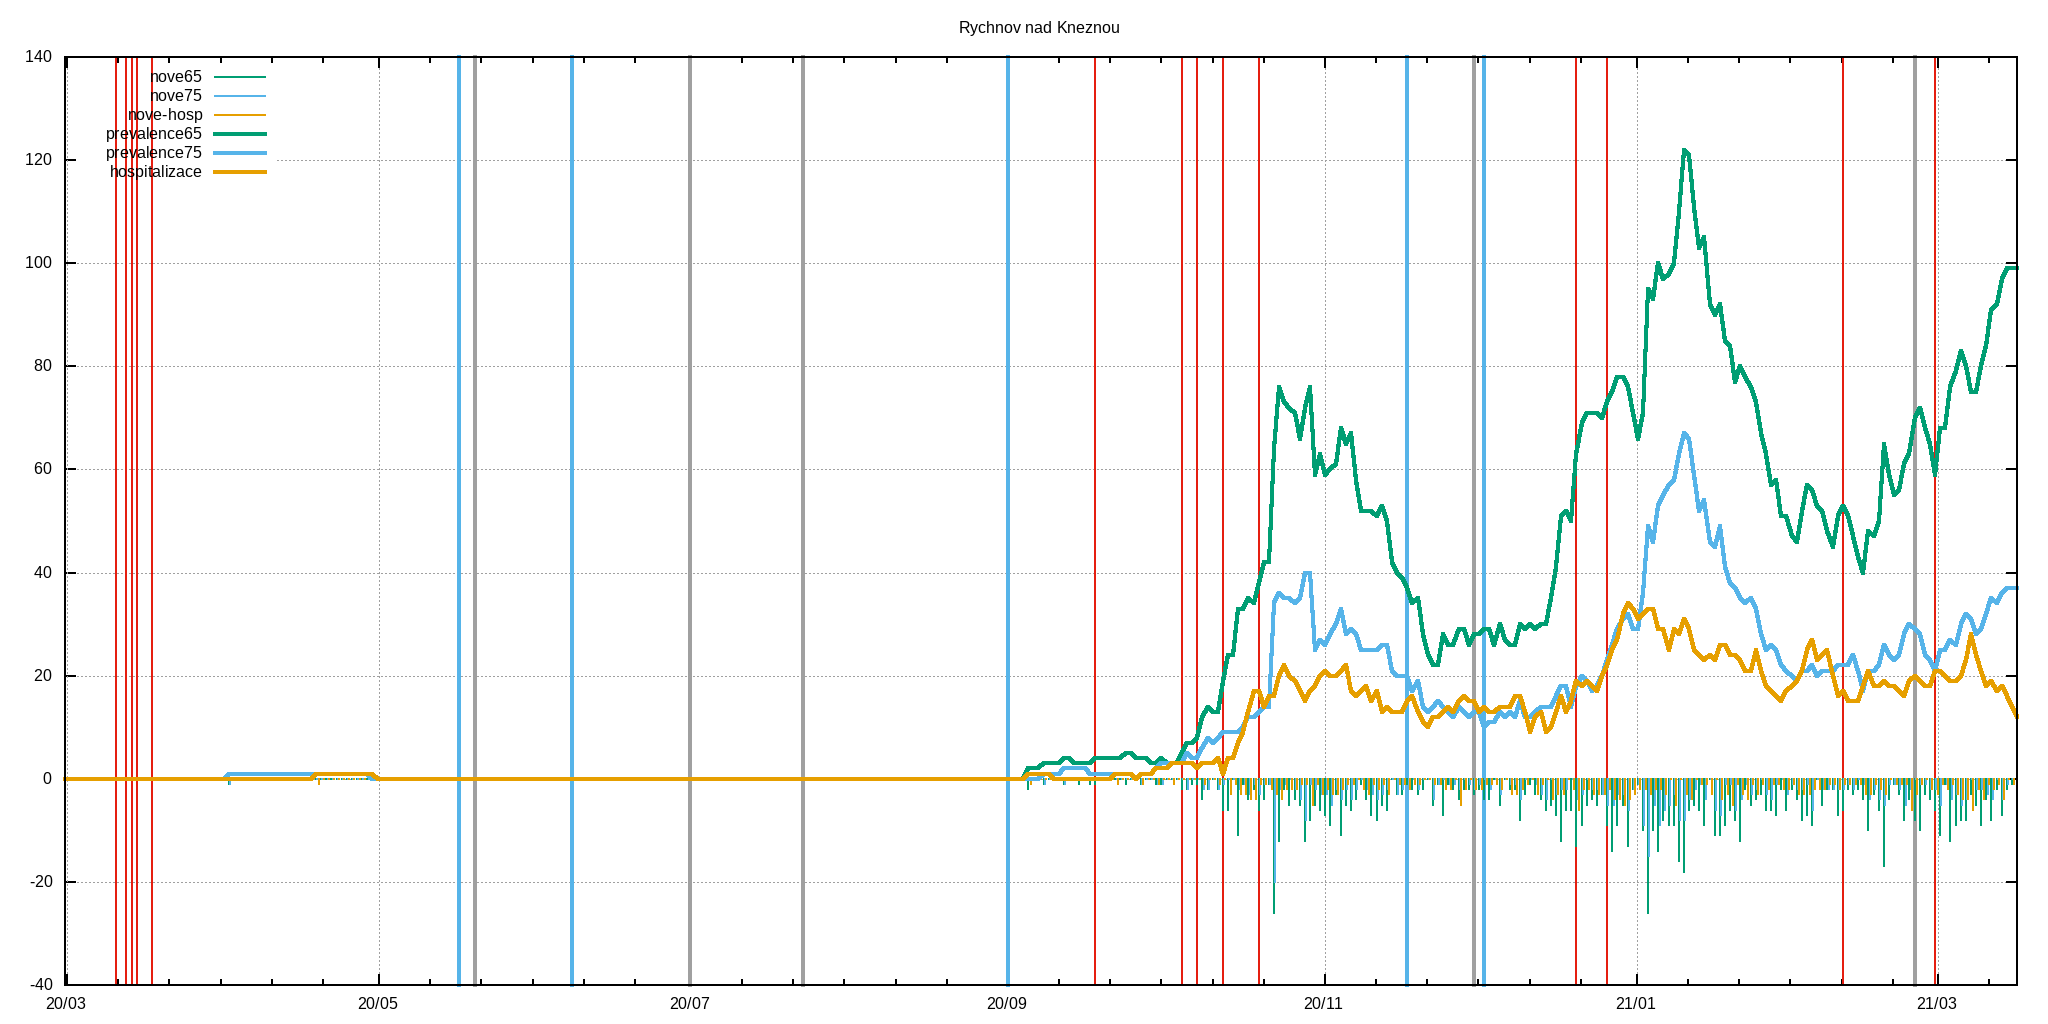 Rychnov nad Kneznou
140
120
100
80
60
40
20
0
-20
-40
nove65
nove75
nove-hosp
prevalence65
prevalence75
hospitalizace
20/03 20/05 20/07 20/09 20/11 21/01 21/03